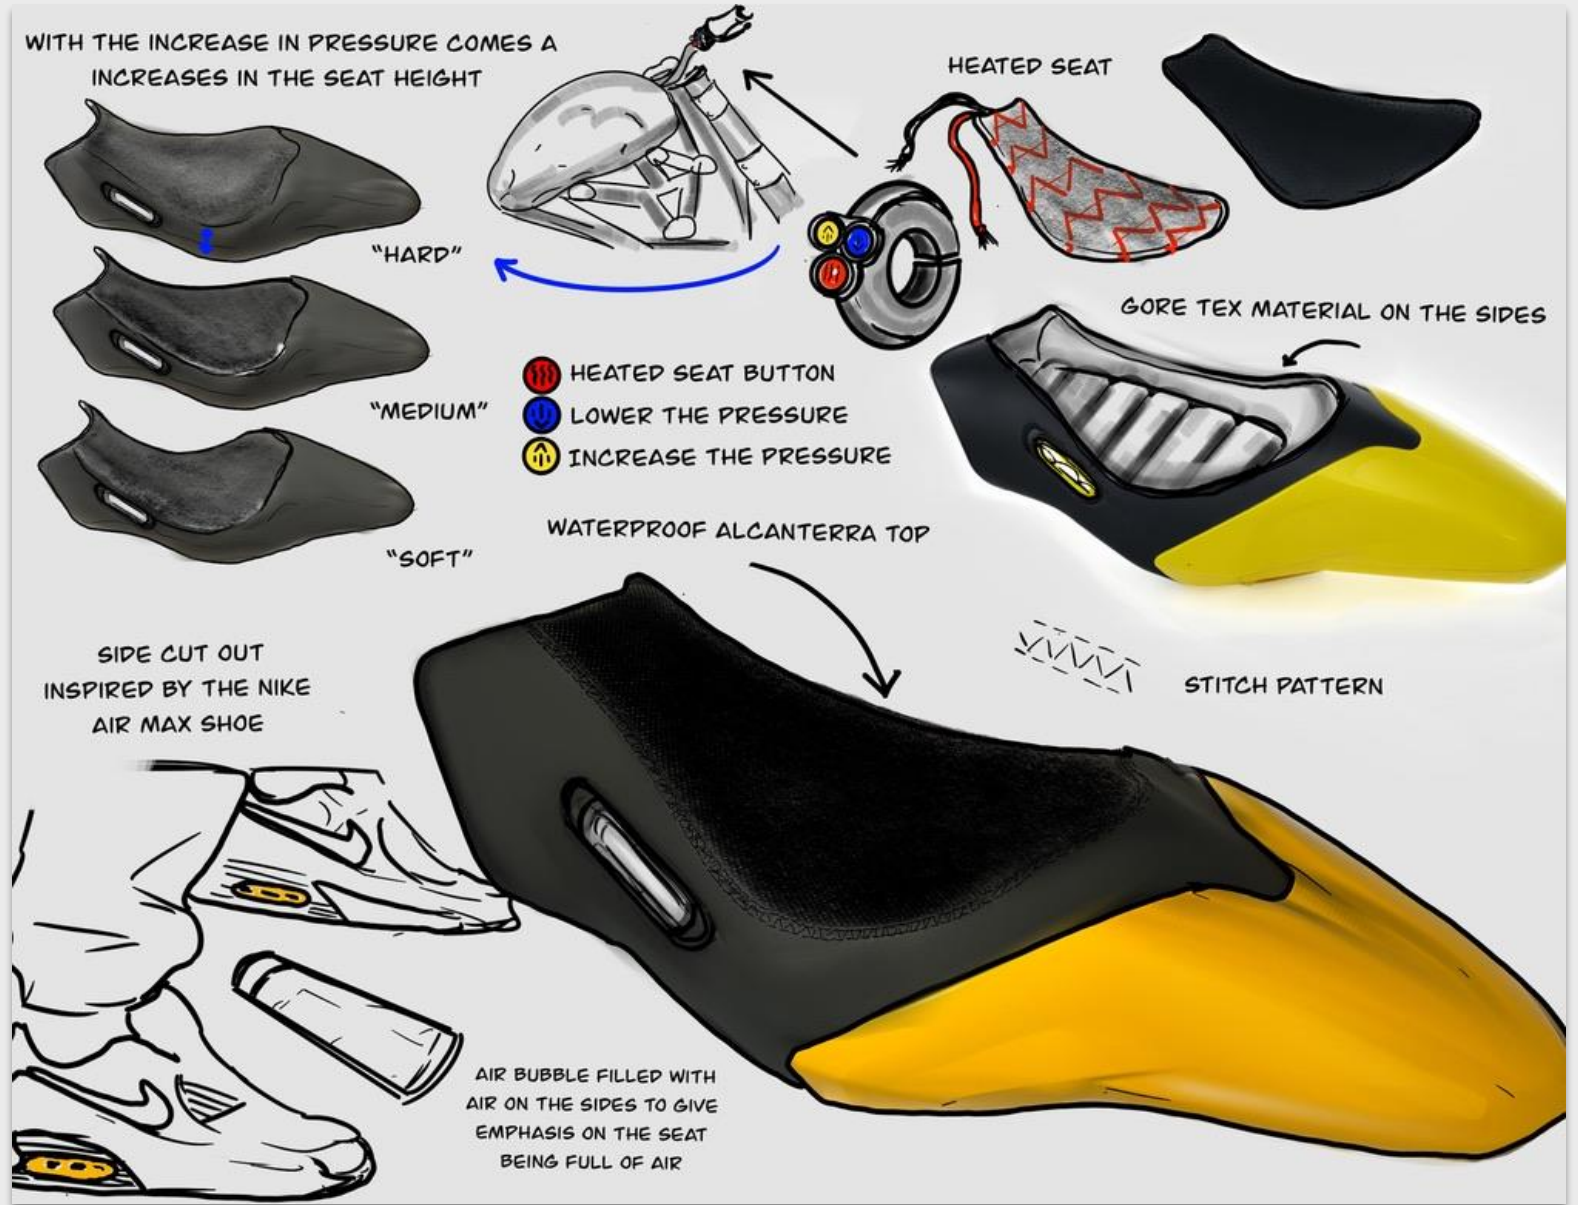 WITH THE INCREASE IN PRESSURE COMES A
INCREASES IN THE SEAT HEIGHT
"HARD"
"MEDIUM"
"SOFT"
HEATED SEAT
GORE TEX MATERIAL ON THE SIDES
HEATED SEAT BUTTON
LOWER THE PRESSURE
INCREASE THE PRESSURE
WATERPROOF ALCANTERRA TOP
STITCH PATTERN
SIDE CUT OUT
INSPIRED BY THE NIKE
AIR MAX SHOE
AIR BUBBLE FILLED WITH
AIR ON THE SIDES TO GIVE
EMPHASIS ON THE SEAT
BEING FULL OF AIR